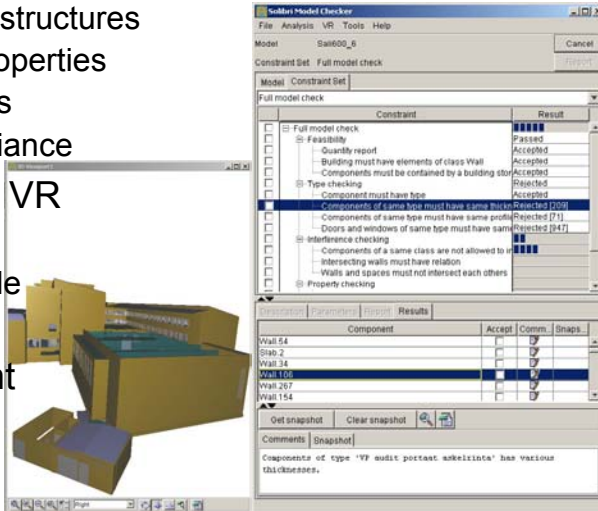 structures
operties
s
iance
VR
le
nt
Solibri Model Checker
File Analysis VR Tools Help
Model Sali600_6 Cancel
Constraint Set Full model check Report
Model Constraint Set
Full model check
Constraint Result
Full model check
Feasibility Passed
Quantity report Accepted
Building must have elements of class Wall Accepted
Components must be contained by a building stor Accepted
Type checking Rejected
Component must have type Accepted
Components of same type must have same thickn Rejected [209]
Components of same type must have same profile Rejected [71]
Doors and windows of same type must have sam Rejected [947]
Interference checking
Components of a same class are not allowed to in
Intersecting walls must have relation
Walls and spaces must not intersect each others
Property checking
Description Parameters Report Results
Component Accept Comm... Snaps...
Wall.54
Slab.2
Wall.34
Wall.106
Wall.267
Wall.154
Get snapshot Clear snapshot
Comments Snapshot
Components of type 'VP audit portaat askelrinta' has various
thicknesses.
Right